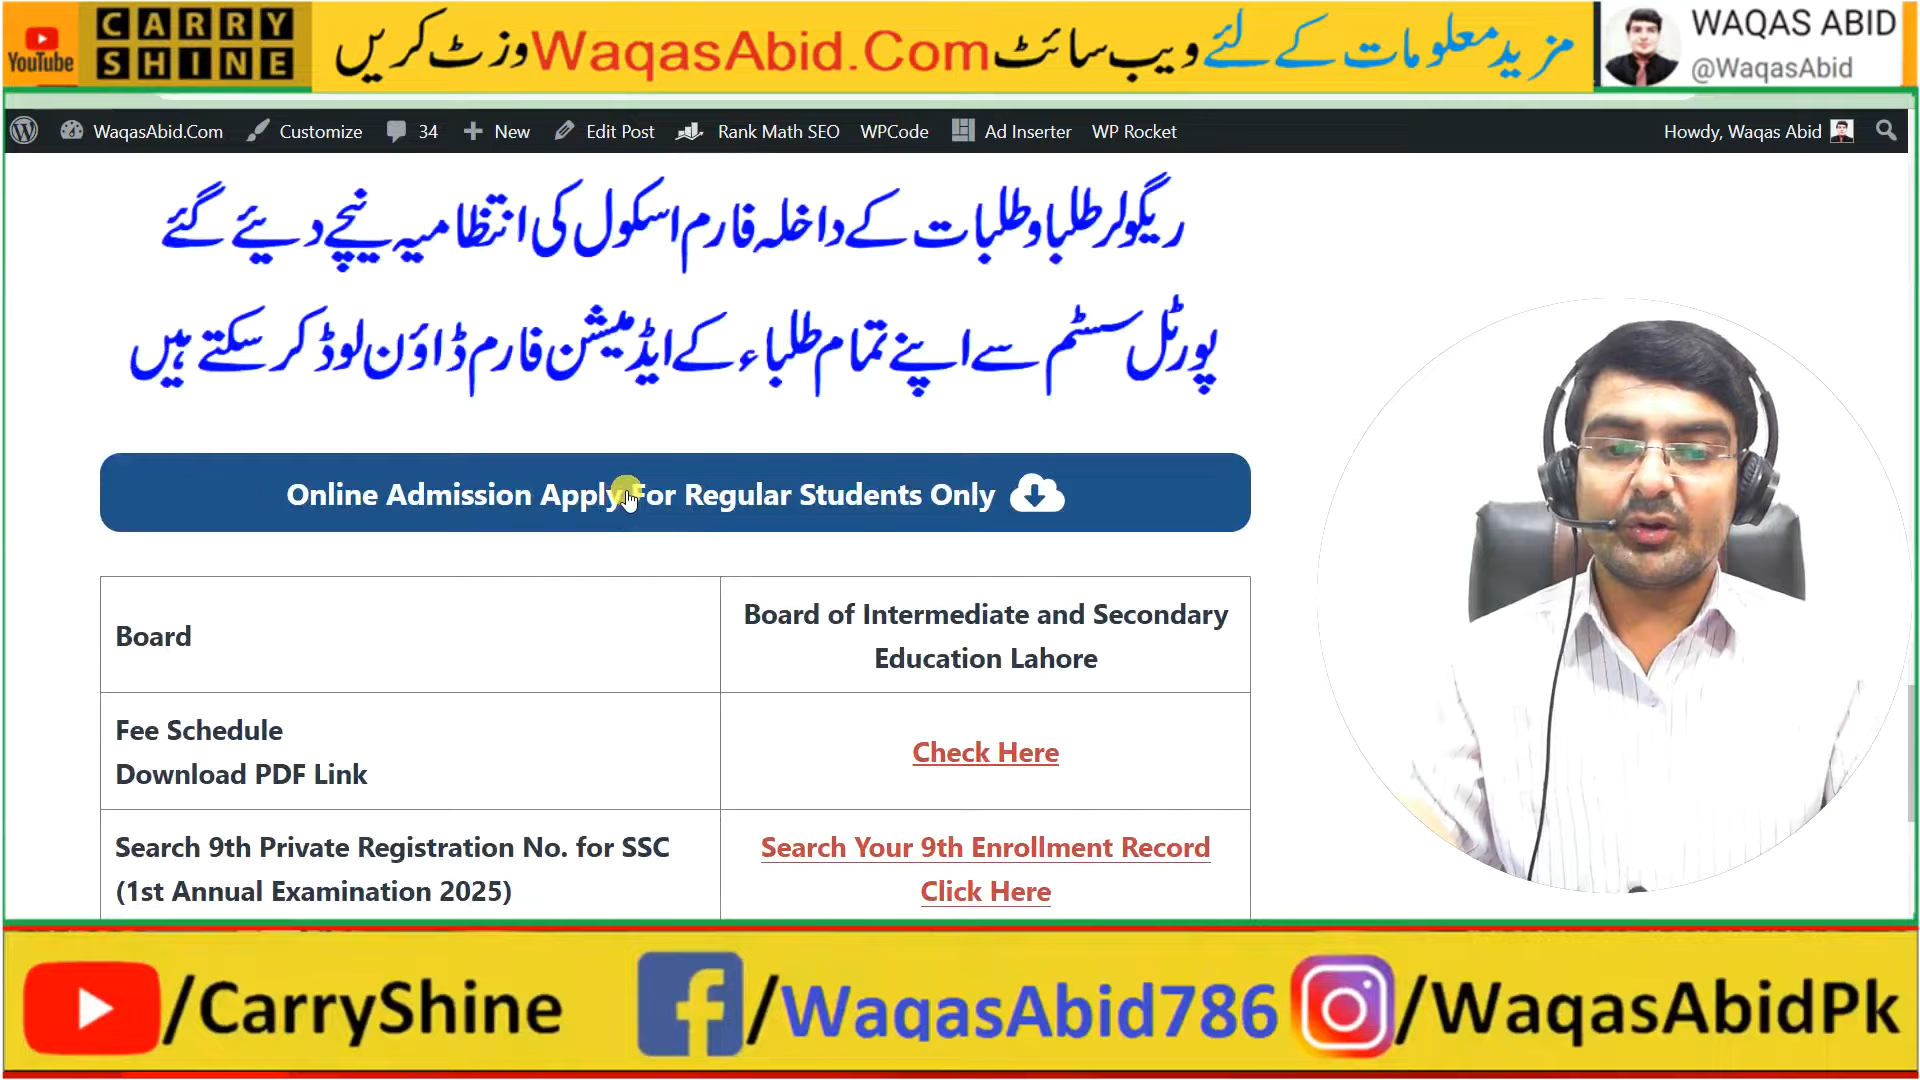 YouTube
CARRY
SHINE
مزید معلومات کے لئے ویب سائٹ WaqasAbid.Com وزٹ کریں
WAQAS ABID
@WaqasAbid
WaqasAbid.Com Customize 34 New Edit Post Rank Math SEO WPCode Ad Inserter WP Rocket Howdy, Waqas Abid
ریگولر طلبا و طلبات کے داخلہ فارم اسکول کی انتظامیہ نیچے دیئے گئے
پورٹل سسٹم سے اپنے تمام طلباء کے ایڈمیشن فارم ڈاؤن لوڈ کر سکتے ہیں
Online Admission Apply For Regular Students Only
Board
Board of Intermediate and Secondary
Education Lahore
Fee Schedule
Download PDF Link
Check Here
Search 9th Private Registration No. for SSC
(1st Annual Examination 2025)
Search Your 9th Enrollment Record
Click Here
/CarryShine
/WaqasAbid786
/WaqasAbidPk